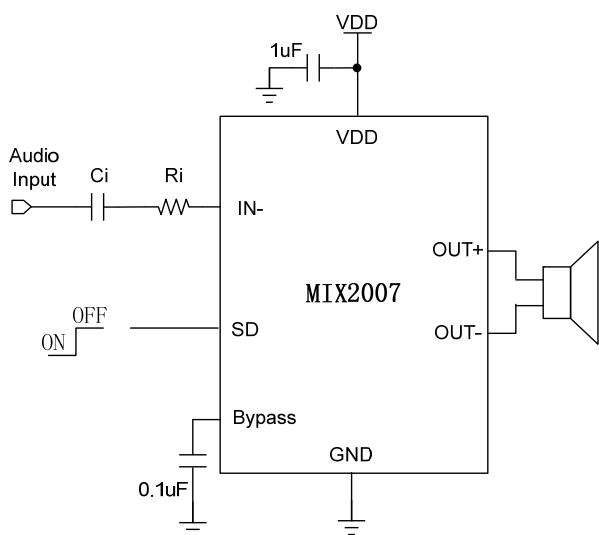 VDD
1uF
VDD
Audio
Input
Ci
Ri
IN-
OUT+
MIX2007
OFF
ON
SD
OUT-
Bypass
GND
0.1uF